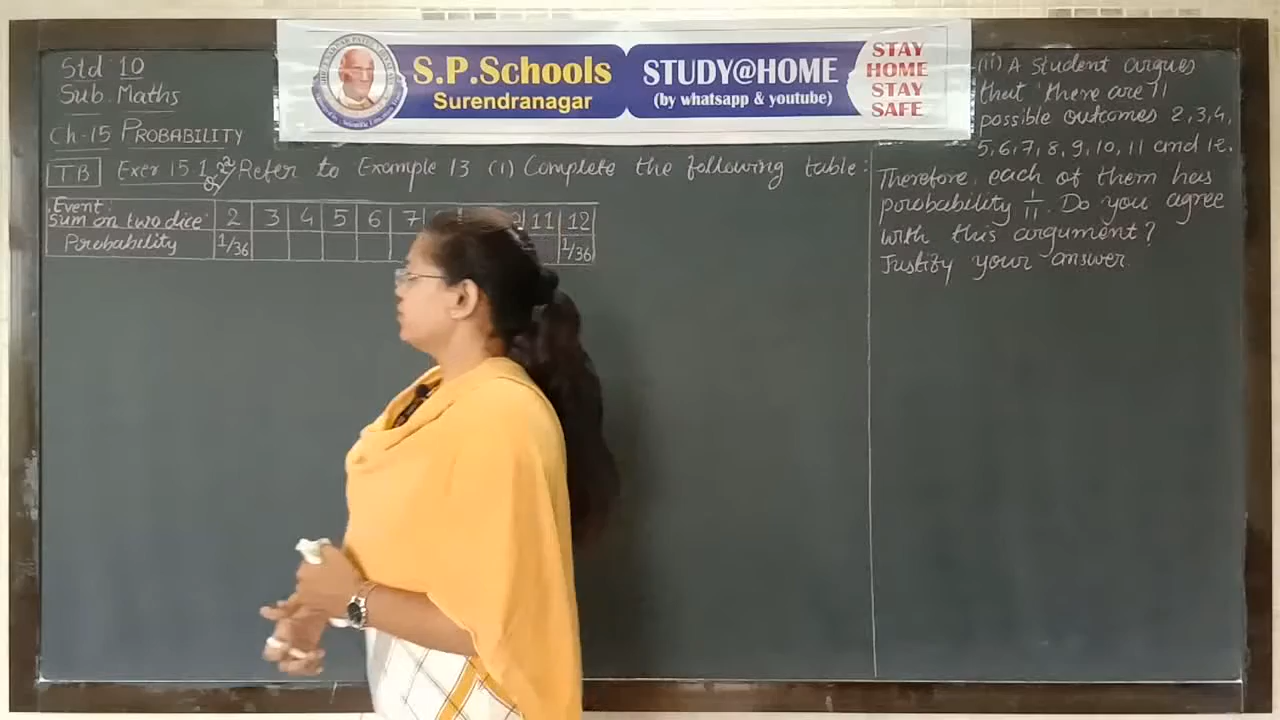 S.P.Schools
Surendranagar
STUDY@HOME
(by whatsapp & youtube)
STAY
HOME
STAY
SAFE
Std 10
Sub. Maths
Ch-15 PROBABILITY
TB Exer 15.1 Refer to Example 13 (i) Complete the following table:
Event:
Sum on two dice 2 3 4 5 6 7 11 12
Probability 1/36 1/36
(ii) A student argues
that there are 11
possible outcomes 2,3,4,
5,6,7,8,9,10,11 and 12.
Therefore, each of them has
porobability 1/11. Do you agree
with this argument?
Justify your answer.